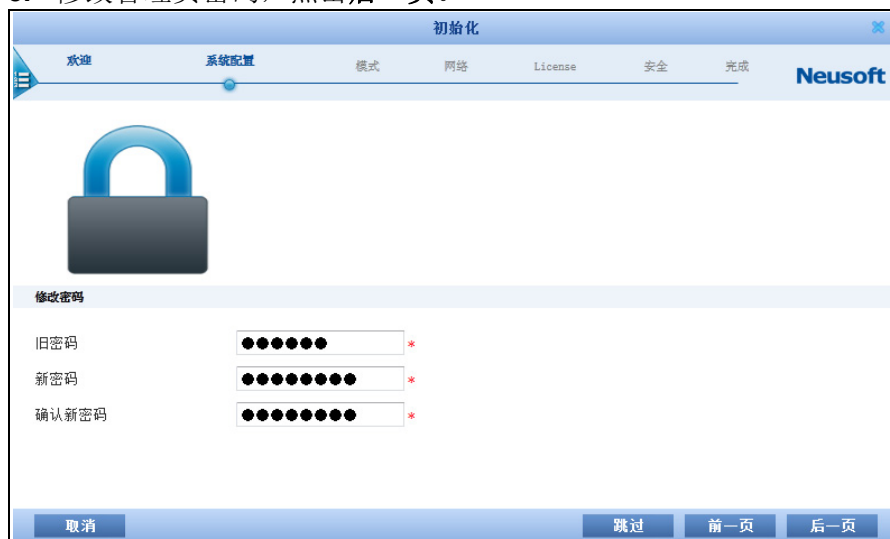 初始化
欢迎 系统配置 模式 网络 License 安全 完成
Neusoft
修改密码
旧密码 ●●●●●● *
新密码 ●●●●●●●● *
确认新密码 ●●●●●●●● *
取消 跳过 前一页 后一页